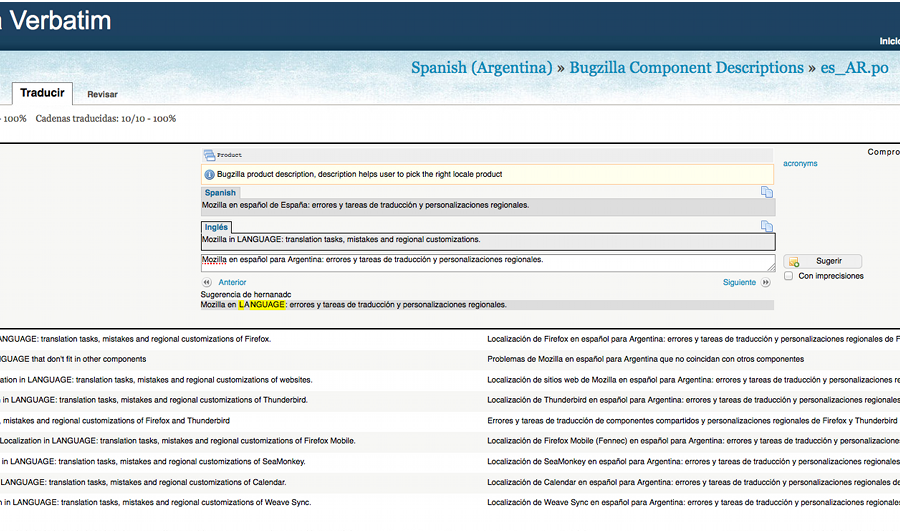 Verbatim
Inicio
Spanish (Argentina) » Bugzilla Component Descriptions » es_AR.po
Traducir Revisar
- 100% Cadenas traducidas: 10/10 - 100%
Product
Compro
Bugzilla product description, description helps user to pick the right locale product
acronyms
Spanish
Mozilla en español de España: errores y tareas de traducción y personalizaciones regionales.
Inglés
Mozilla in LANGUAGE: translation tasks, mistakes and regional customizations.
Mozilla en español para Argentina: errores y tareas de traducción y personalizaciones regionales.
Sugerir
Con imprecisiones
Anterior Siguiente
Sugerencia de hernanadc
Mozilla en LANGUAGE: errores y tareas de traducción y personalizaciones regionales.
ANGUAGE: translation tasks, mistakes and regional customizations of Firefox. Localización de Firefox en español para Argentina: errores y tareas de traducción y personalizaciones regionales de F
GUAGE that don't fit in other components Problemas de Mozilla en español para Argentina que no coincidan con otros componentes
ation in LANGUAGE: translation tasks, mistakes and regional customizations of websites. Localización de sitios web de Mozilla en español para Argentina: errores y tareas de traducción y personalizaciones re
n in LANGUAGE: translation tasks, mistakes and regional customizations of Thunderbird. Localización de Thunderbird en español para Argentina: errores y tareas de traducción y personalizaciones regionales
, mistakes and regional customizations of Firefox and Thunderbird Errores y tareas de traducción de componentes compartidos y personalizaciones regionales de Firefox y Thunderbird
Localization in LANGUAGE: translation tasks, mistakes and regional customizations of Firefox Mobile. Localización de Firefox Mobile (Fennec) en español para Argentina: errores y tareas de traducción y personalizaciones
in LANGUAGE: translation tasks, mistakes and regional customizations of SeaMonkey. Localización de SeaMonkey en español para Argentina: errores y tareas de traducción y personalizaciones regionales
LANGUAGE: translation tasks, mistakes and regional customizations of Calendar. Localización de Calendar en español para Argentina: errores y tareas de traducción y personalizaciones regionales de
n in LANGUAGE: translation tasks, mistakes and regional customizations of Weave Sync. Localización de Weave Sync en español para Argentina: errores y tareas de traducción y personalizaciones regionales